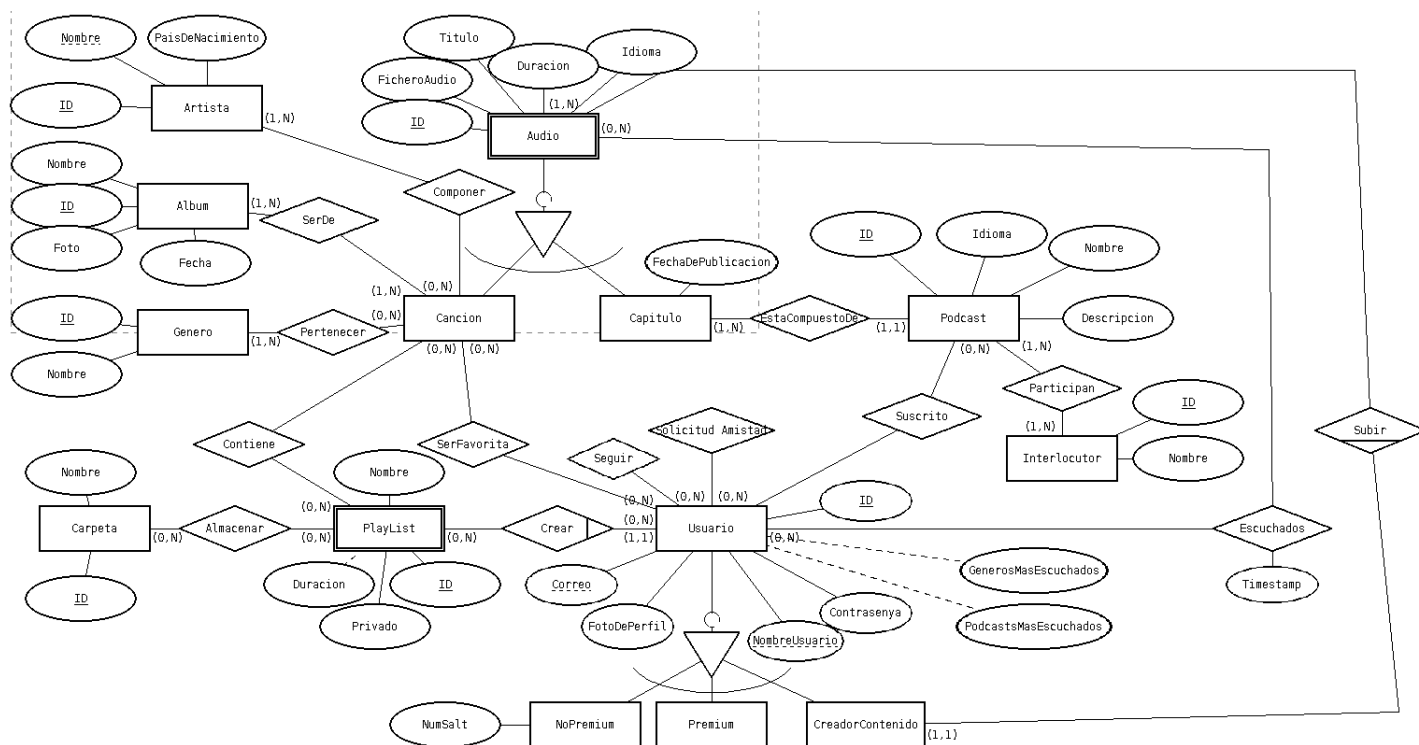 Nombre
PaisDeNacimiento
ID
Artista
(1,N)
Titulo
Idioma
Duracion
FicheroAudio
(1,N)
ID
Audio
(0,N)
Nombre
ID
Album
(1,N)
Foto
Fecha
SerDe
Componer
ID
Idioma
Nombre
FechaDePublicacion
(1,N)
(0,N)
(0,N)
Cancion
Capitulo
(1,N)
EstaCompuestoDe
(1,1)
Podcast
Descripcion
ID
Genero
(1,N)
Nombre
Pertenecer
(0,N)
(0,N)
(0,N)
(1,N)
Participan
ID
(1,N)
Interlocutor
Nombre
Suscrito
Subir
Contiene
SerFavorita
Solicitud Amistad
Seguir
(0,N)
(0,N)
Nombre
Carpeta
(0,N)
ID
Almacenar
Nombre
(0,N)
(0,N)
PlayList
(0,N)
Duracion
ID
Privado
Crear
(0,N)
(0,N)
(1,1)
Usuario
(0,N)
ID
Escuchados
Timestamp
GenerosMasEscuchados
PodcastsMasEscuchados
Correo
FotoDePerfil
NombreUsuario
Contrasenya
NumSalt
NoPremium
Premium
CreadorContenido
(1,1)